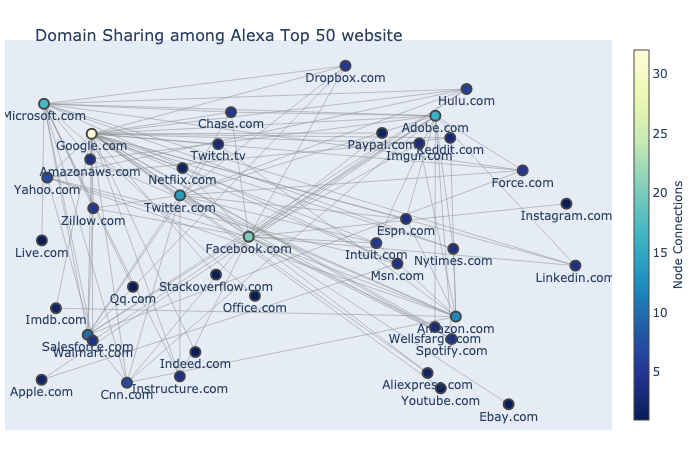 Domain Sharing among Alexa Top 50 website
Dropbox.com
Hulu.com
Microsoft.com
Chase.com
Adobe.com
Google.com
Paypal.com
Reddit.com
Twitch.tv
Imgur.com
Amazonaws.com
Netflix.com
Force.com
Yahoo.com
Twitter.com
Instagram.com
Zillow.com
Espn.com
Live.com
Facebook.com
Intuit.com
Nytimes.com
Msn.com
Linkedin.com
Stackoverflow.com
Qq.com
Office.com
Imdb.com
Amazon.com
Wellsfargo.com
Salesforce.com
Walmart.com
Spotify.com
Indeed.com
Apple.com
Cnn.com
Instructure.com
Aliexpress.com
Youtube.com
Ebay.com
30
25
20
15
10
5
Node Connections